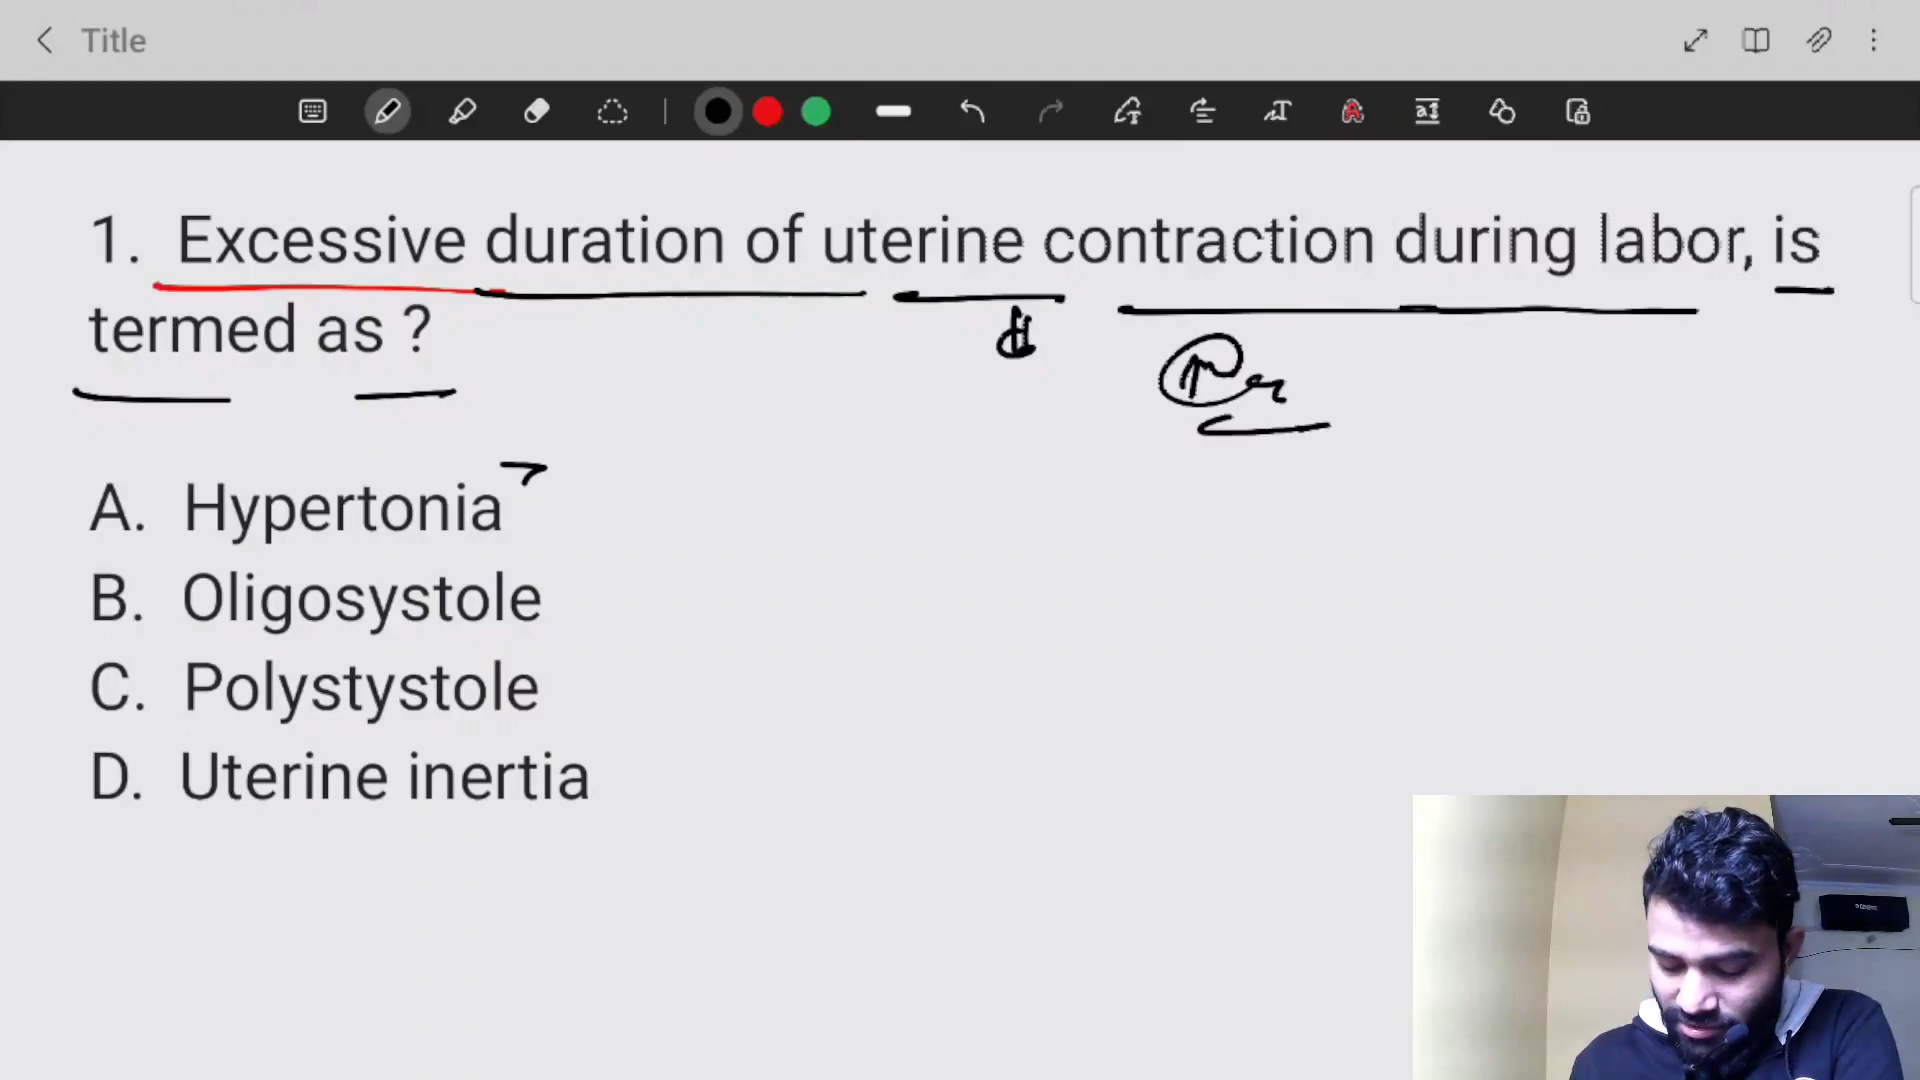 Title
1. Excessive duration of uterine contraction during labor, is
termed as ?
A. Hypertonia
B. Oligosystole
C. Polystystole
D. Uterine inertia